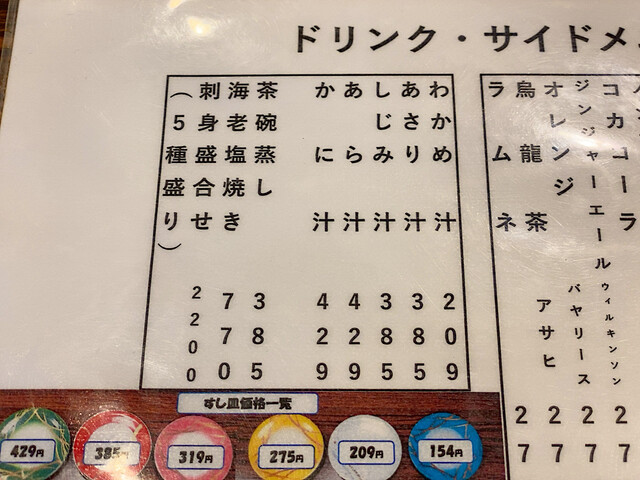 ドリンク・サイドメ
わかめ汁 209
あさり汁 385
しじみ汁 385
あら汁 429
かに汁 429
茶碗蒸し 385
海老塩焼き 770
刺身盛合せ 2200
（5種盛り）
コカコーラ
ウィルキンソン 27
ジンジャーエール
バヤリース 27
オレンジ
アサヒ 27
烏龍茶
ラムネ
すし皿価格一覧
429円
385円
319円
275円
209円
154円